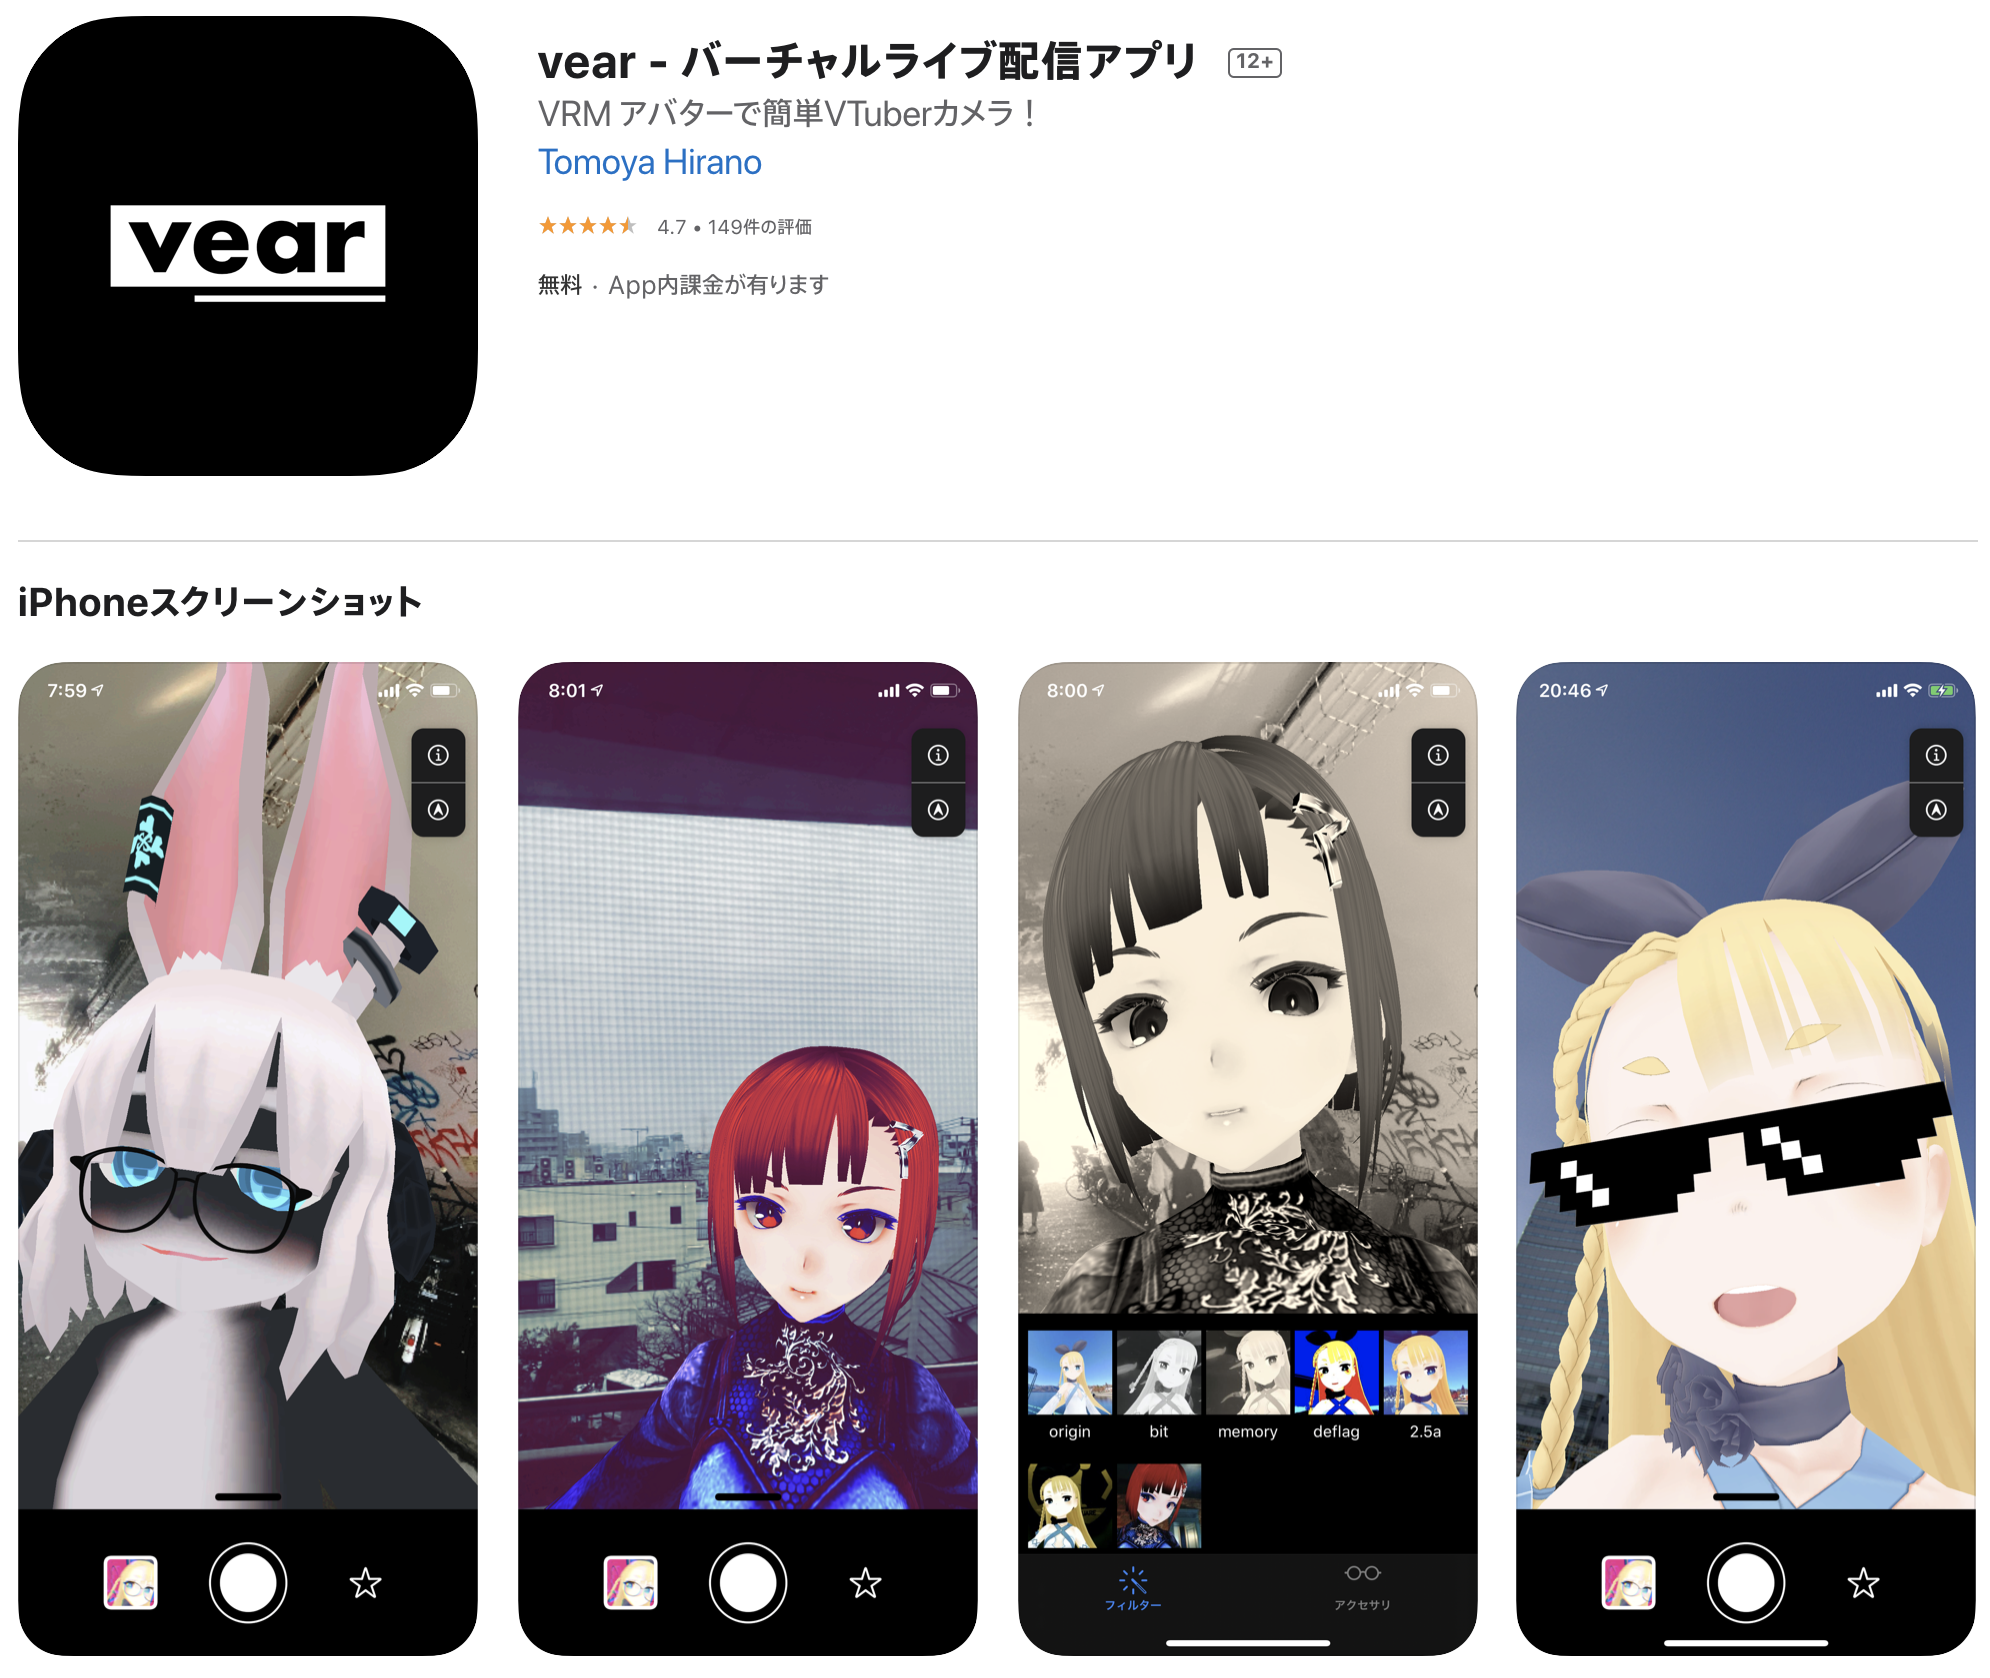 vear
vear - バーチャルライブ配信アプリ 12+
VRM アバターで簡単VTuberカメラ！
Tomoya Hirano
4.7 • 149件の評価
無料 · App内課金が有ります
iPhoneスクリーンショット
7:59
8:01
8:00
20:46
origin bit memory deflag 2.5a
フィルター アクセサリ